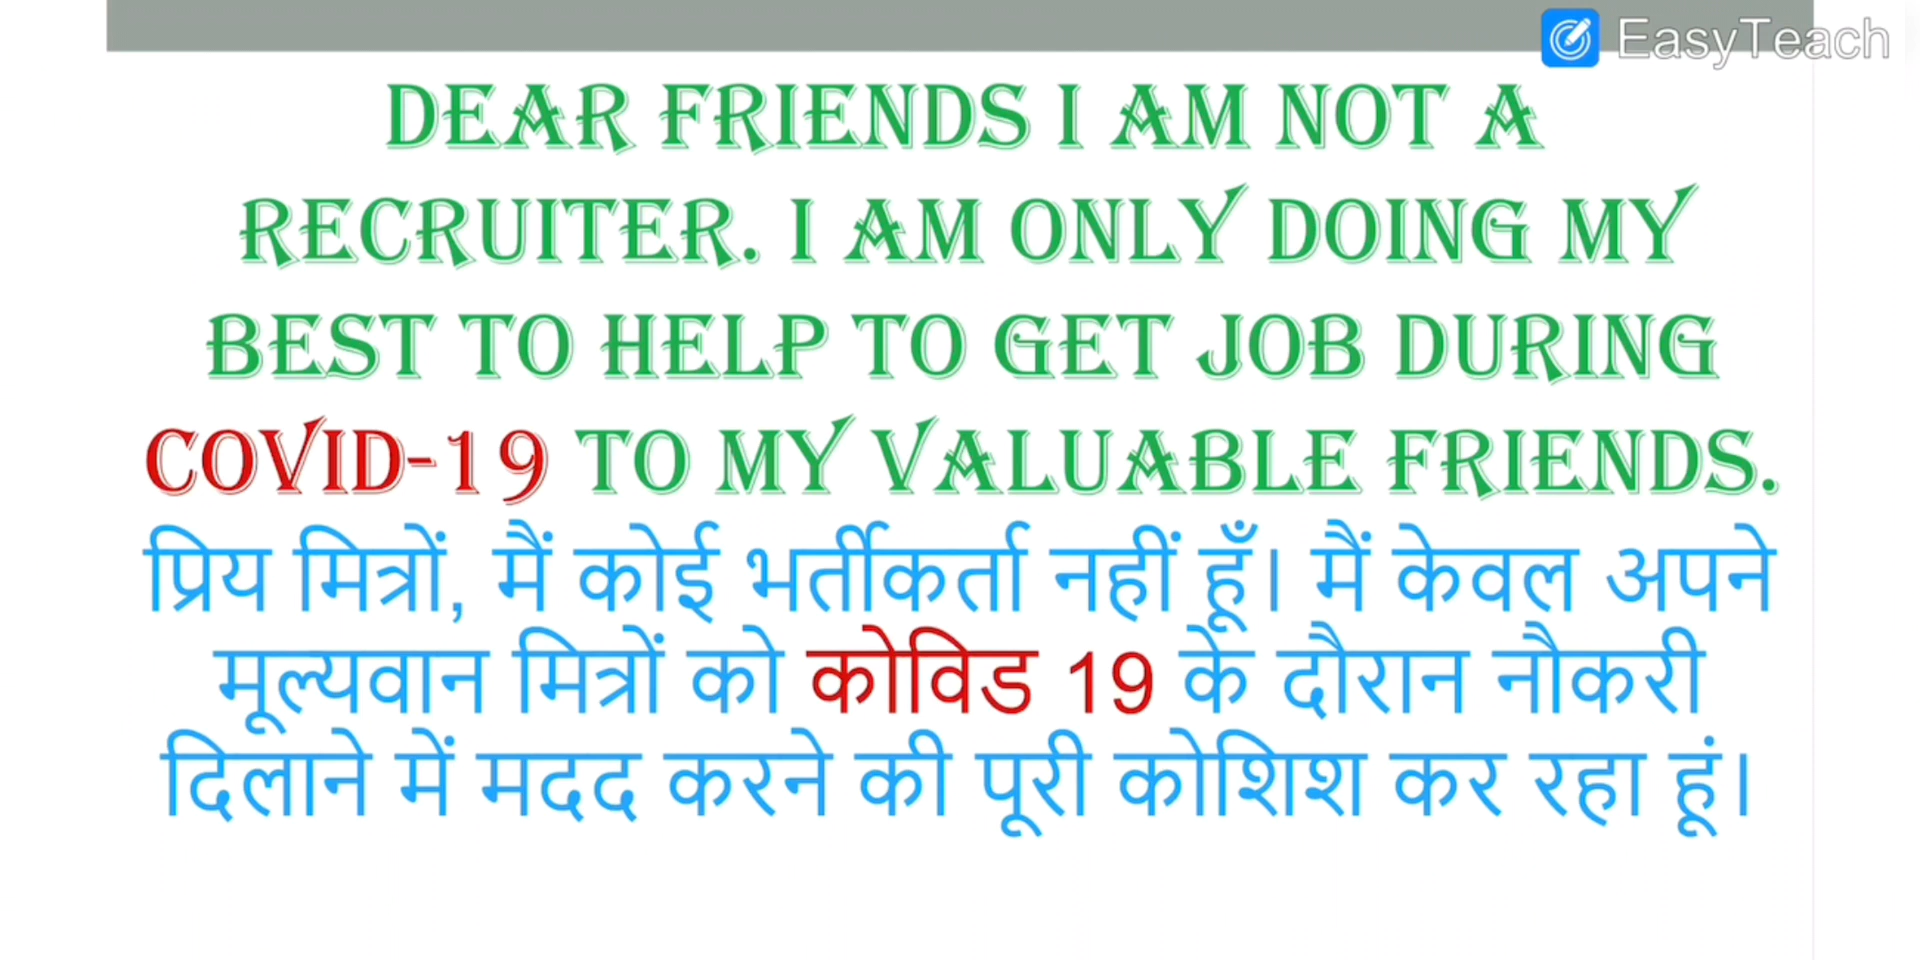 EasyTeach
DEAR FRIENDS I AM NOT A
RECRUITER. I AM ONLY DOING MY
BEST TO HELP TO GET JOB DURING
COVID-19 TO MY VALUABLE FRIENDS.
प्रिय मित्रों, मैं कोई भर्तीकर्ता नहीं हूँ। मैं केवल अपने
मूल्यवान मित्रों को कोविड 19 के दौरान नौकरी
दिलाने में मदद करने की पूरी कोशिश कर रहा हूं।